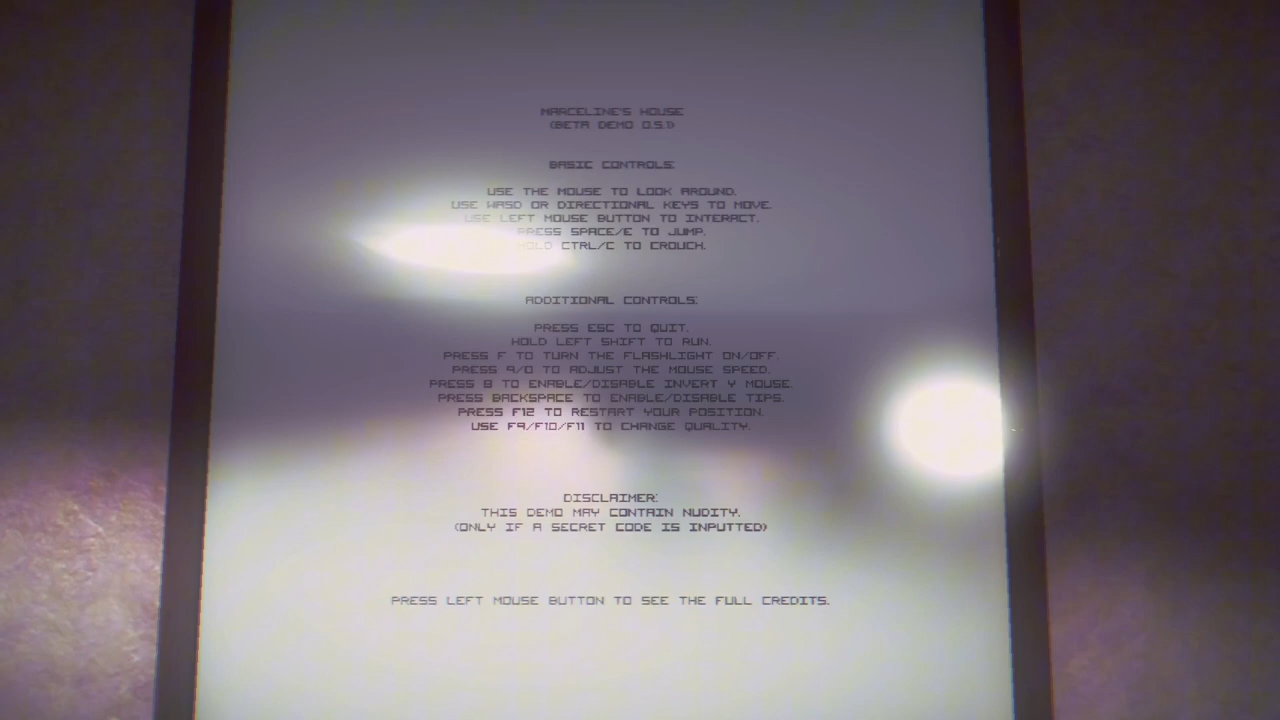 MARCELINE'S HOUSE
(BETA DEMO 0.5.1)
BASIC CONTROLS:
USE THE MOUSE TO LOOK AROUND.
USE WASD OR DIRECTIONAL KEYS TO MOVE.
USE LEFT MOUSE BUTTON TO INTERACT.
PRESS SPACE/E TO JUMP.
HOLD CTRL/C TO CROUCH.
ADDITIONAL CONTROLS:
PRESS ESC TO QUIT.
HOLD LEFT SHIFT TO RUN.
PRESS F TO TURN THE FLASHLIGHT ON/OFF.
PRESS 9/0 TO ADJUST THE MOUSE SPEED.
PRESS 8 TO ENABLE/DISABLE INVERT Y MOUSE.
PRESS BACKSPACE TO ENABLE/DISABLE TIPS.
PRESS F12 TO RESTART YOUR POSITION.
USE F9/F10/F11 TO CHANGE QUALITY.
DISCLAIMER:
THIS DEMO MAY CONTAIN NUDITY.
(ONLY IF A SECRET CODE IS INPUTTED)
PRESS LEFT MOUSE BUTTON TO SEE THE FULL CREDITS.